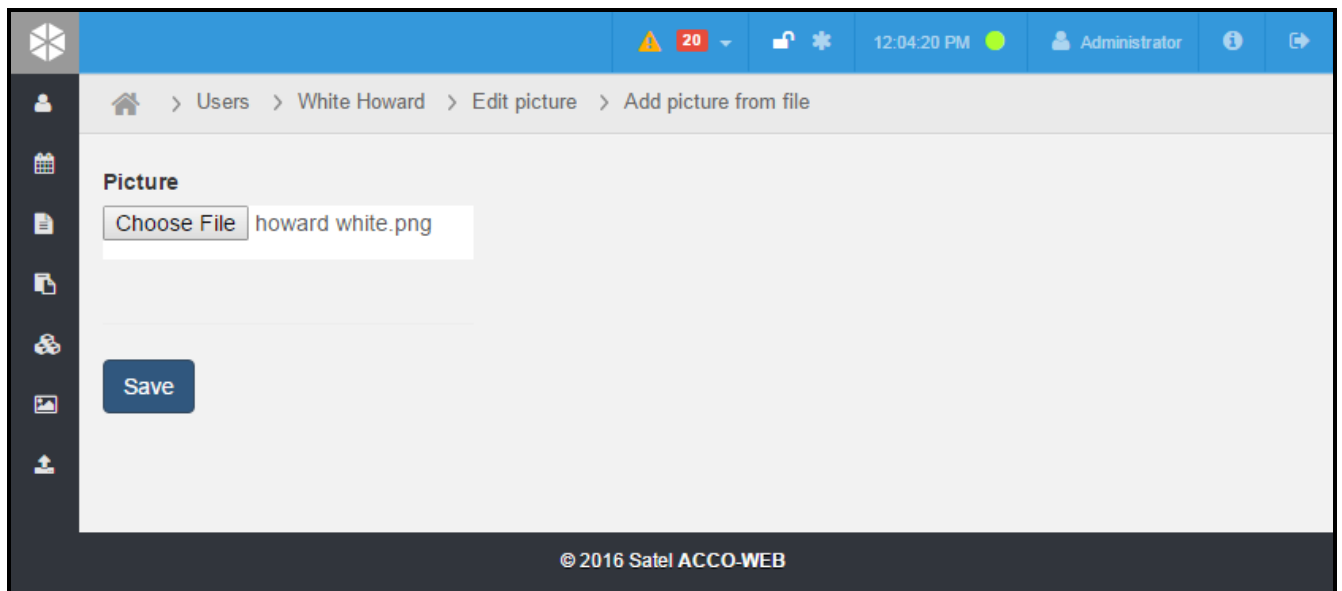 20 12:04:20 PM Administrator
> Users > White Howard > Edit picture > Add picture from file
Picture
Choose File howard white.png
Save
© 2016 Satel ACCO-WEB